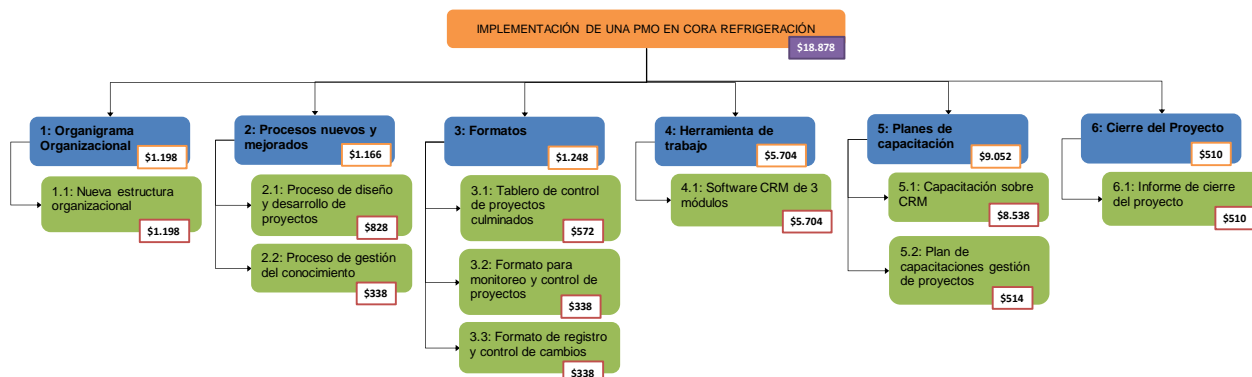 IMPLEMENTACIÓN DE UNA PMO EN CORA REFRIGERACIÓN
$18.878
1: Organigrama
Organizacional
$1.198
1.1: Nueva estructura
organizacional
$1.198
2: Procesos nuevos y
mejorados
$1.166
2.1: Proceso de diseño
y desarrollo de
proyectos
$828
2.2: Proceso de gestión
del conocimiento
$338
3: Formatos
$1.248
3.1: Tablero de control
de proyectos
culminados
$572
3.2: Formato para
monitoreo y control de
proyectos
$338
3.3: Formato de registro
y control de cambios
$338
4: Herramienta de
trabajo
$5.704
4.1: Software CRM de 3
módulos
$5.704
5: Planes de
capacitación
$9.052
5.1: Capacitación sobre
CRM
$8.538
5.2: Plan de
capacitaciones gestión
de proyectos
$514
6: Cierre del Proyecto
$510
6.1: Informe de cierre
del proyecto
$510